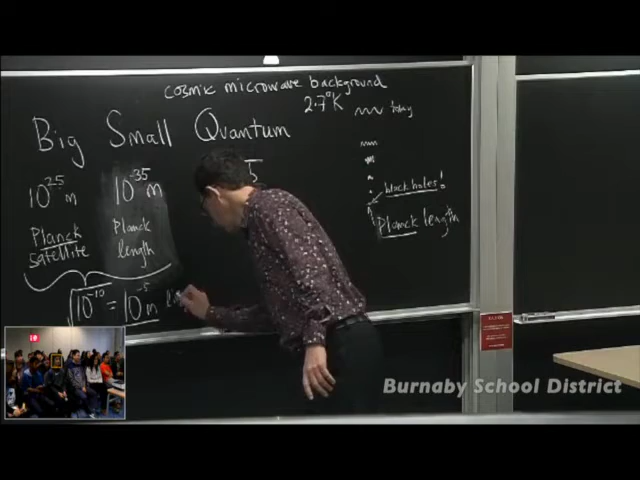 cosmic microwave background
2.7°K
today
Big Small Quantum
10^25 m 10^-35 m
black holes!
Planck satellite
Planck length
Planck length
√10^-10 = 10^-5 m
Burnaby School District